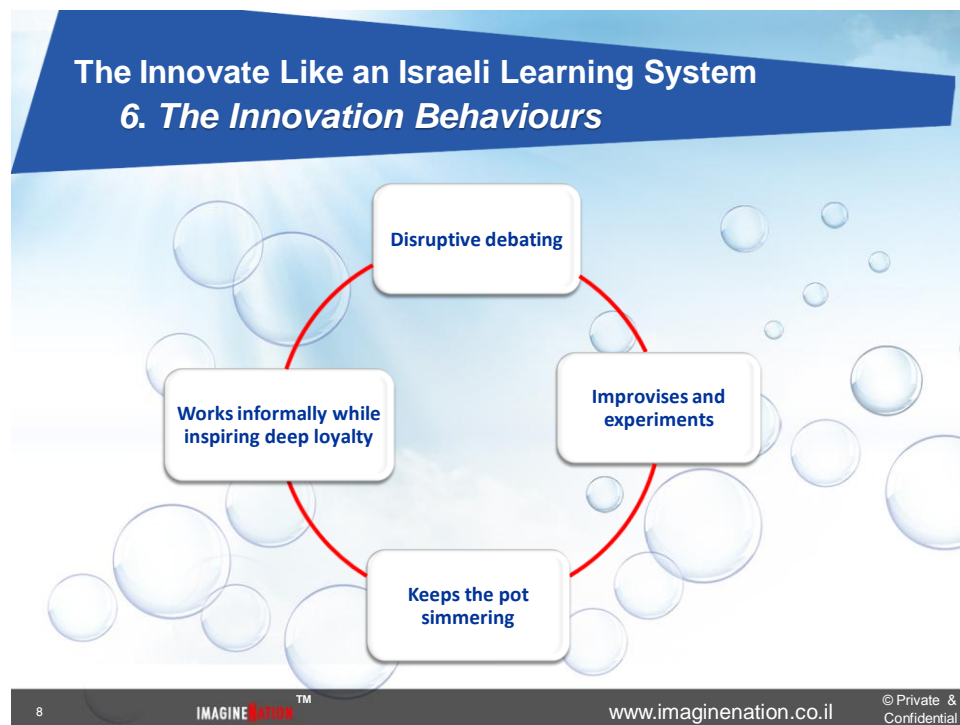 The Innovate Like an Israeli Learning System
6. The Innovation Behaviours
Disruptive debating
Improvises and
experiments
Works informally while
inspiring deep loyalty
Keeps the pot
simmering
8
IMAGINENATION
TM
www.imaginenation.co.il
© Private &
Confidential